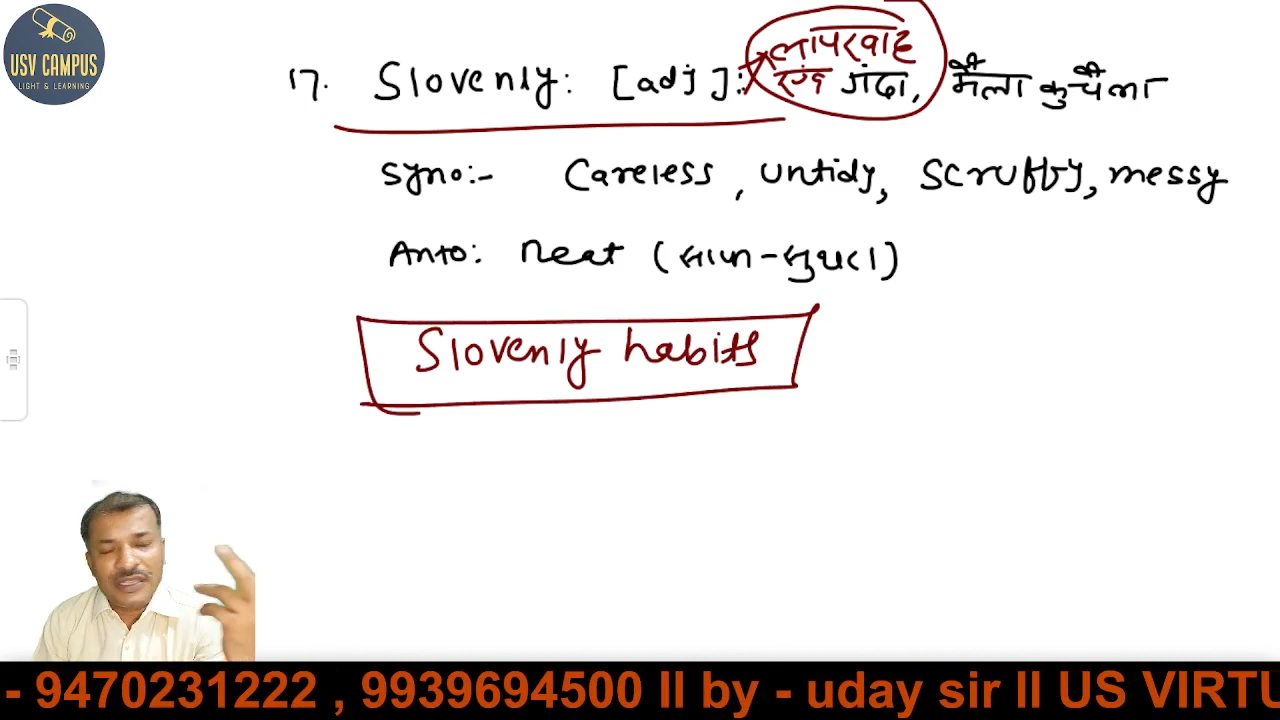 USV CAMPUS
LIGHT & LEARNING
17. Slovenly: [adj]: लापरवाह
एवं गंदा, मैला कुचैला
Syno:- Careless, untidy, Scruffy, messy
Anto: Neat (साफ-सुथरा)
Slovenly habits
- 9470231222 , 9939694500 II by - uday sir II US VIRTU